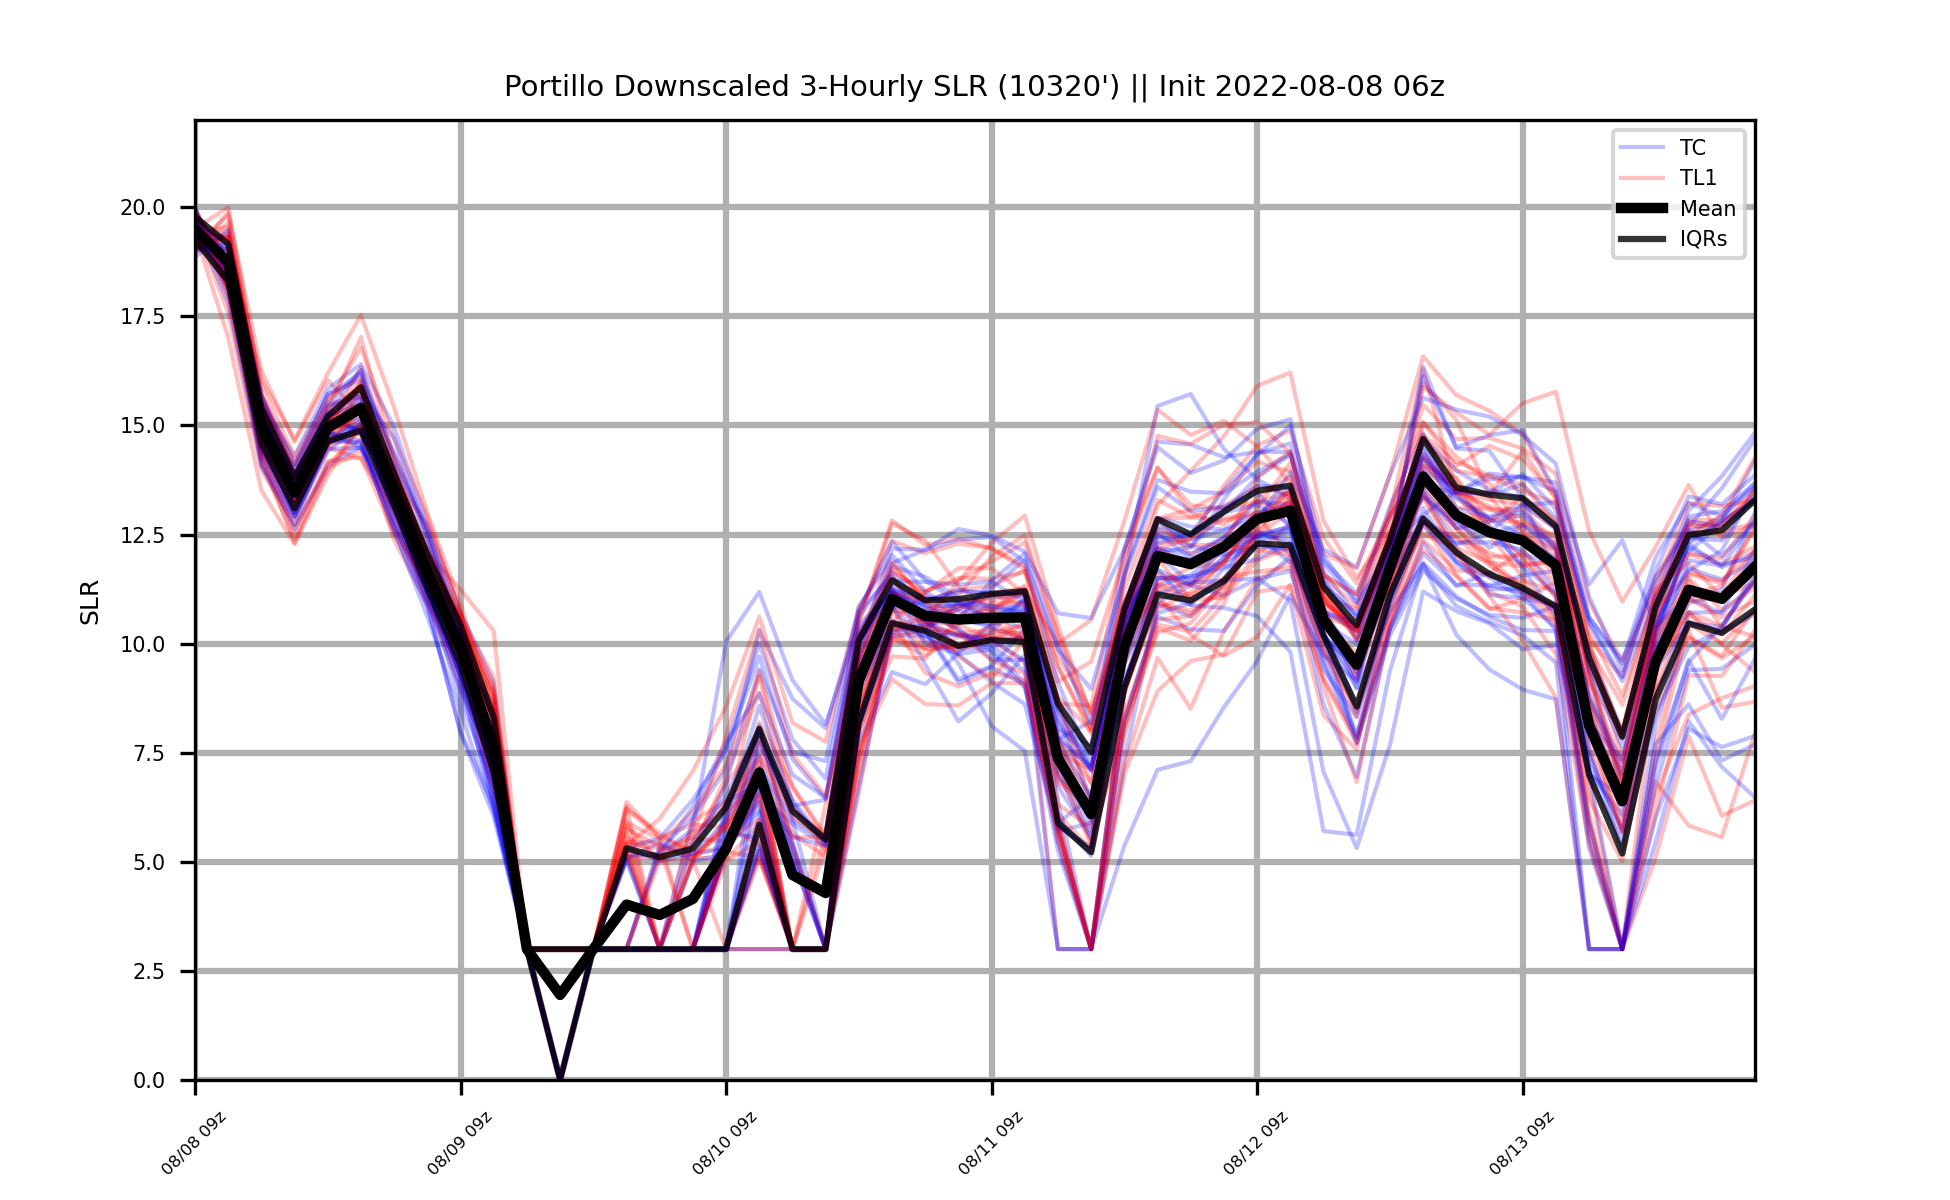 Portillo Downscaled 3-Hourly SLR (10320') || Init 2022-08-08 06z
TC
TL1
Mean
IQRs
SLR
20.0
17.5
15.0
12.5
10.0
7.5
5.0
2.5
0.0
08/08 09z
08/09 09z
08/10 09z
08/11 09z
08/12 09z
08/13 09z